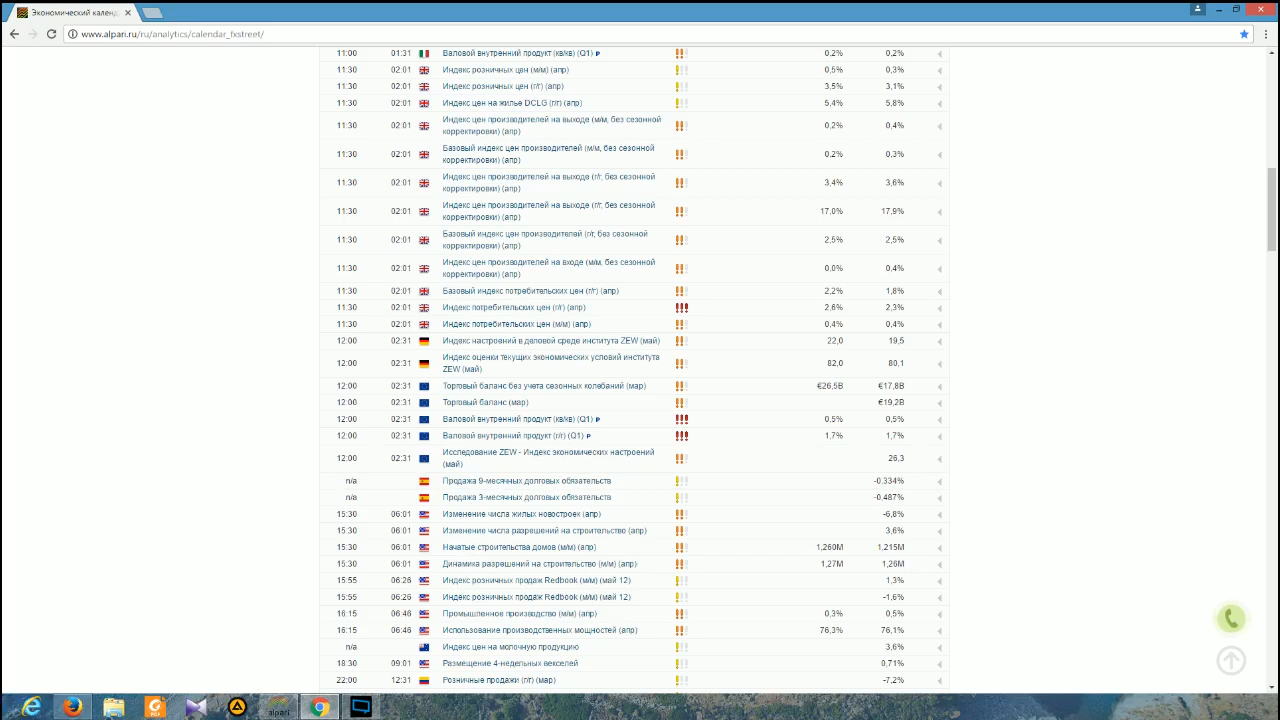 Экономический календ
www.alpari.ru/ru/analytics/calendar_fxstreet/
11:00 01:31 Валовой внутренний продукт (кв/кв) (Q1) P 0,2% 0,2%
11:30 02:01 Индекс розничных цен (м/м) (апр) 0,5% 0,3%
11:30 02:01 Индекс розничных цен (г/г) (апр) 3,5% 3,1%
11:30 02:01 Индекс цен на жилье DCLG (г/г) (апр) 5,4% 5,8%
Индекс цен производителей на выходе (м/м, без сезонной
11:30 02:01 корректировки) (апр) 0,2% 0,4%
Базовый индекс цен производителей (м/м, без сезонной
11:30 02:01 корректировки) (апр) 0,2% 0,3%
Индекс цен производителей на выходе (г/г, без сезонной
11:30 02:01 корректировки) (апр) 3,4% 3,6%
Индекс цен производителей на выходе (г/г, без сезонной
11:30 02:01 корректировки) (апр) 17,0% 17,9%
Базовый индекс цен производителей (г/г, без сезонной
11:30 02:01 корректировки) (апр) 2,5% 2,5%
Индекс цен производителей на входе (м/м, без сезонной
11:30 02:01 корректировки) (апр) 0,0% 0,4%
11:30 02:01 Базовый индекс потребительских цен (г/г) (апр) 2,2% 1,8%
11:30 02:01 Индекс потребительских цен (г/г) (апр) 2,6% 2,3%
11:30 02:01 Индекс потребительских цен (м/м) (апр) 0,4% 0,4%
12:00 02:31 Индекс настроений в деловой среде института ZEW (май) 22,0 19,5
Индекс оценки текущих экономических условий института
12:00 02:31 ZEW (май) 82,0 80,1
12:00 02:31 Торговый баланс без учета сезонных колебаний (мар) €26,5B €17,8B
12:00 02:31 Торговый баланс (мар) €19,2B
12:00 02:31 Валовой внутренний продукт (кв/кв) (Q1) P 0,5% 0,5%
12:00 02:31 Валовой внутренний продукт (г/г) (Q1) P 1,7% 1,7%
Исследование ZEW - Индекс экономических настроений
12:00 02:31 (май) 26,3
n/a Продажа 9-месячных долговых обязательств -0.334%
n/a Продажа 3-месячных долговых обязательств -0,487%
15:30 06:01 Изменение числа жилых новостроек (апр) -6,8%
15:30 06:01 Изменение числа разрешений на строительство (апр) 3,6%
15:30 06:01 Начатые строительства домов (м/м) (апр) 1,260M 1,215M
15:30 06:01 Динамика разрешений на строительство (м/м) (апр) 1,27M 1,26M
15:55 06:26 Индекс розничных продаж Redbook (м/м) (май 12) 1,3%
15:55 06:26 Индекс розничных продаж Redbook (м/м) (май 12) -1,6%
16:15 06:46 Промышленное производство (м/м) (апр) 0,3% 0,5%
16:15 06:46 Использование производственных мощностей (апр) 76,3% 76,1%
n/a Индекс цен на молочную продукцию 3,6%
18:30 09:01 Размещение 4-недельных векселей 0,71%
22:00 12:31 Розничные продажи (г/г) (мар) -7,2%
alpari